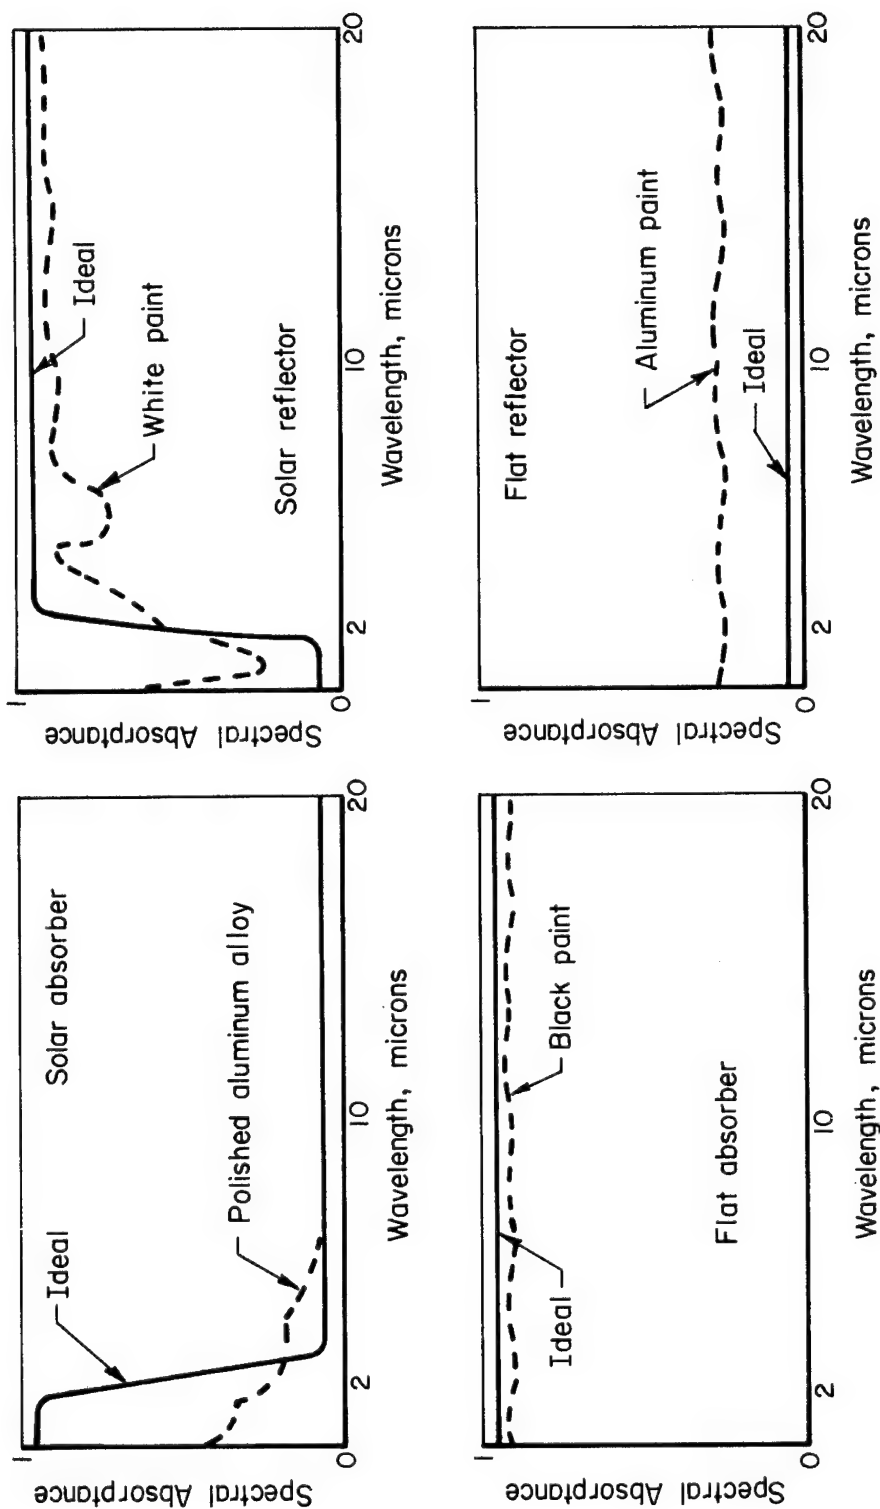 Spectral Absorptance
1
0
Solar absorber
Ideal
Polished aluminum alloy
2
10
20
Wavelength, microns
Spectral Absorptance
1
0
Ideal
White paint
Solar reflector
2
10
20
Wavelength, microns
Spectral Absorptance
1
0
Ideal
Black paint
Flat absorber
2
10
20
Wavelength, microns
Spectral Absorptance
1
0
Flat reflector
Aluminum paint
Ideal
2
10
20
Wavelength, microns